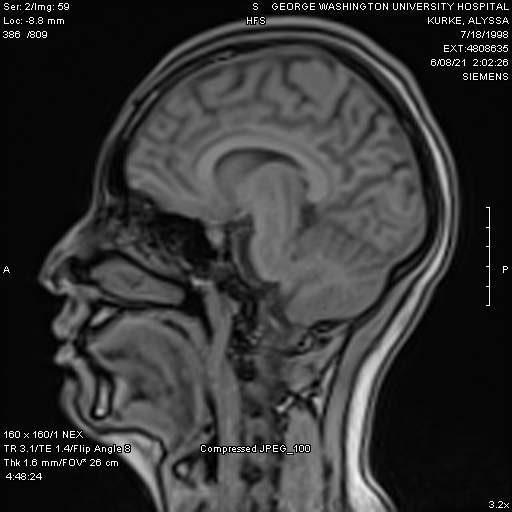 Ser: 2/Img: 59
Loc: -8.8 mm
386 /809
S
HFS
GEORGE WASHINGTON UNIVERSITY HOSPITAL
KURKE, ALYSSA
7/18/1998
EXT:4808635
6/08/21 2:02:26
SIEMENS
A
P
160 x 160/1 NEX
TR 3.1/TE 1.4/Flip Angle 8
Thk 1.6 mm/FOV* 26 cm
4:48:24
Compressed JPEG_100
3.2x